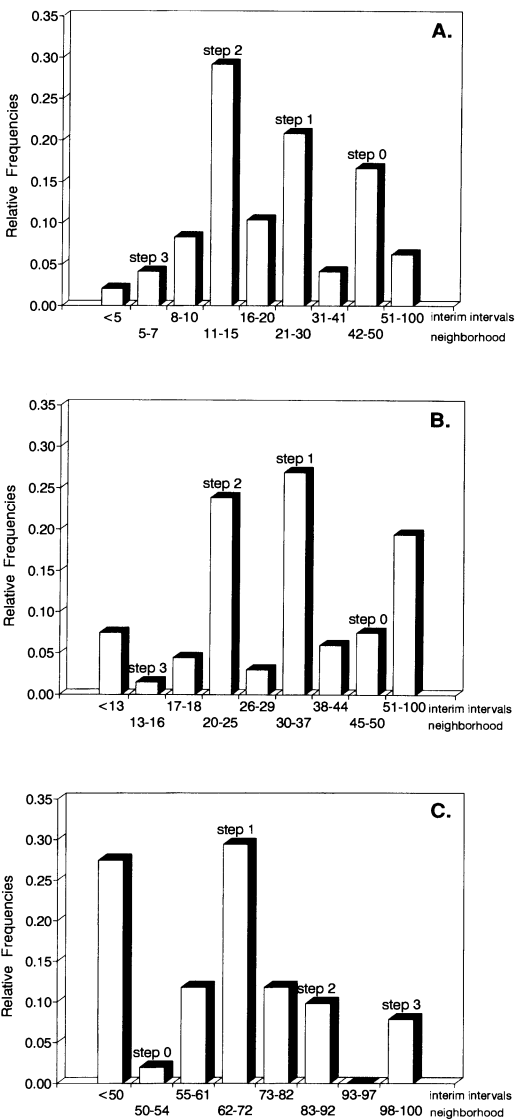 A.
Relative Frequencies
0.35
0.30
0.25
0.20
0.15
0.10
0.05
0.00
step 2
step 1
step 0
step 3
<5 8-10 16-20 31-41 51-100 interim intervals
5-7 11-15 21-30 42-50 neighborhood
B.
Relative Frequencies
0.35
0.30
0.25
0.20
0.15
0.10
0.05
0.00
step 1
step 2
step 0
step 3
<13 17-18 26-29 38-44 51-100 interim intervals
13-16 20-25 30-37 45-50 neighborhood
C.
Relative Frequencies
0.35
0.30
0.25
0.20
0.15
0.10
0.05
0.00
step 1
step 2
step 3
step 0
<50 55-61 73-82 93-97 interim intervals
50-54 62-72 83-92 98-100 neighborhood